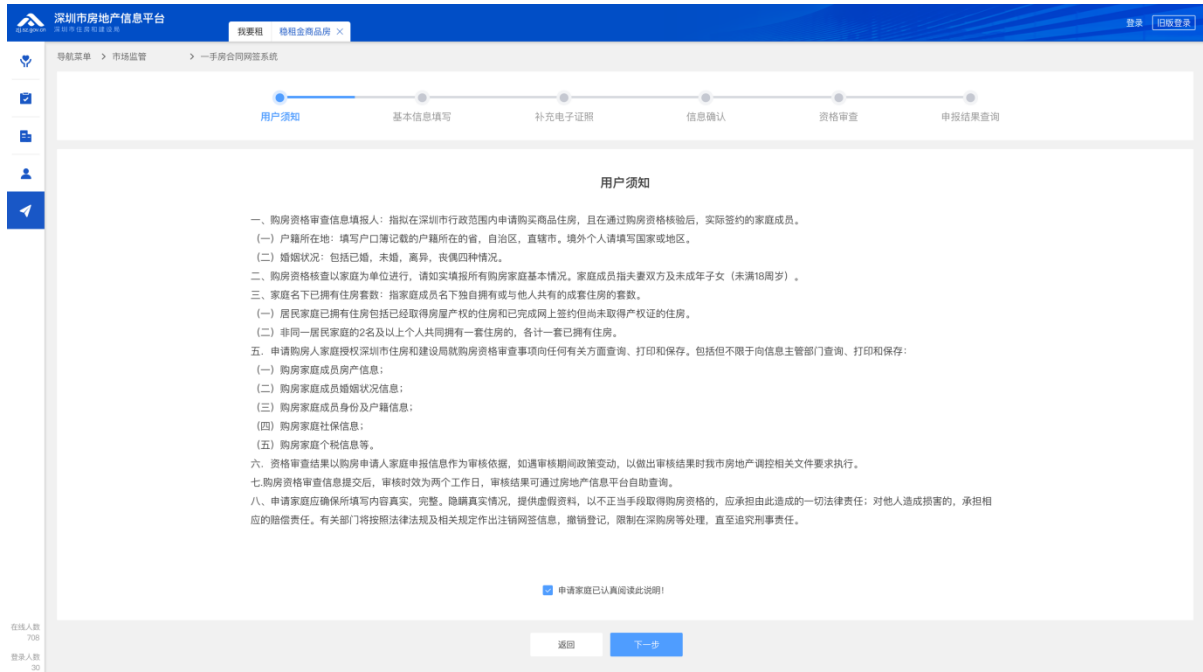 深圳市房地产信息平台
深圳市住房和建设局
我要租 稳租金商品房 ×
登录 旧版登录
导航菜单 > 市场监管 > 一手房合同网签系统
用户须知 基本信息填写 补充电子证照 信息确认 资格审查 申报结果查询
用户须知
一、购房资格审查信息填报人：指拟在深圳市行政范围内申请购买商品住房，且在通过购房资格核验后，实际签约的家庭成员。
（一）户籍所在地：填写户口簿记载的户籍所在的省，自治区，直辖市。境外个人请填写国家或地区。
（二）婚姻状况：包括已婚，未婚，离异，丧偶四种情况。
二、购房资格核查以家庭为单位进行，请如实填报所有购房家庭基本情况。家庭成员指夫妻双方及未成年子女（未满18周岁）。
三、家庭名下已拥有住房套数：指家庭成员名下独自拥有或与他人共有的成套住房的套数。
（一）居民家庭已拥有住房包括已经取得房屋产权的住房和已完成网上签约但尚未取得产权证的住房。
（二）非同一居民家庭的2名及以上个人共同拥有一套住房的，各计一套已拥有住房。
五．申请购房人家庭授权深圳市住房和建设局就购房资格审查事项向任何有关方面查询、打印和保存。包括但不限于向信息主管部门查询、打印和保存：
（一）购房家庭成员房产信息；
（二）购房家庭成员婚姻状况信息；
（三）购房家庭成员身份及户籍信息；
（四）购房家庭社保信息；
（五）购房家庭个税信息等。
六．资格审查结果以购房申请人家庭申报信息作为审核依据，如遇审核期间政策变动，以做出审核结果时我市房地产调控相关文件要求执行。
七.购房资格审查信息提交后，审核时效为两个工作日，审核结果可通过房地产信息平台自助查询。
八、申请家庭应确保所填写内容真实，完整。隐瞒真实情况，提供虚假资料，以不正当手段取得购房资格的，应承担由此造成的一切法律责任；对他人造成损害的，承担相
应的赔偿责任。有关部门将按照法律法规及相关规定作出注销网签信息，撤销登记，限制在深购房等处理，直至追究刑事责任。
申请家庭已认真阅读此说明！
返回 下一步
在线人数
708
登录人数
30